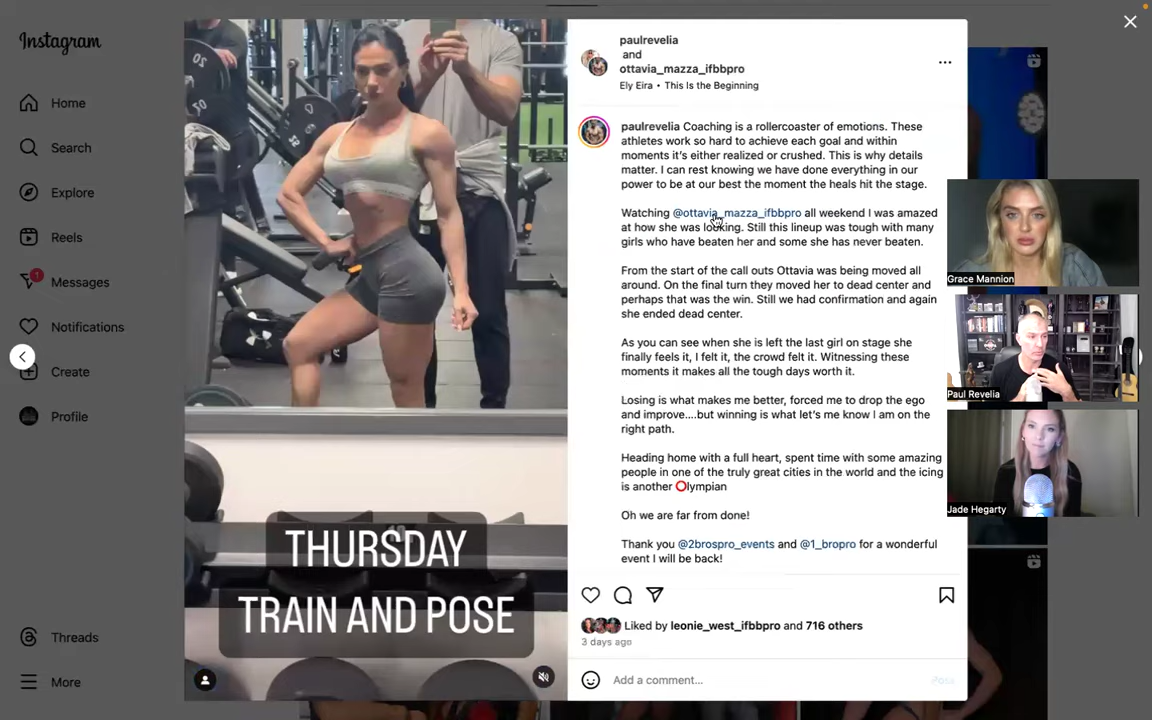 Instagram
Home
Search
Explore
Reels
1
Messages
Notifications
Create
Profile
Threads
More
THURSDAY
TRAIN AND POSE
paulrevelia
and
ottavia_mazza_ifbbpro
Ely Eira • This Is the Beginning
paulrevelia Coaching is a rollercoaster of emotions. These
athletes work so hard to achieve each goal and within
moments it's either realized or crushed. This is why details
matter. I can rest knowing we have done everything in our
power to be at our best the moment the heals hit the stage.
Watching @ottavia_mazza_ifbbpro all weekend I was amazed
at how she was looking. Still this lineup was tough with many
girls who have beaten her and some she has never beaten.
From the start of the call outs Ottavia was being moved all
around. On the final turn they moved her to dead center and
perhaps that was the win. Still we had confirmation and again
she ended dead center.
As you can see when she is left the last girl on stage she
finally feels it, I felt it, the crowd felt it. Witnessing these
moments it makes all the tough days worth it.
Losing is what makes me better, forced me to drop the ego
and improve....but winning is what let's me know I am on the
right path.
Heading home with a full heart, spent time with some amazing
people in one of the truly great cities in the world and the icing
is another ⭕lympian
Oh we are far from done!
Thank you @2brospro_events and @1_bropro for a wonderful
event I will be back!
Liked by leonie_west_ifbbpro and 716 others
3 days ago
Add a comment...
Post
Grace Mannion
Paul Revelia
Jade Hegarty